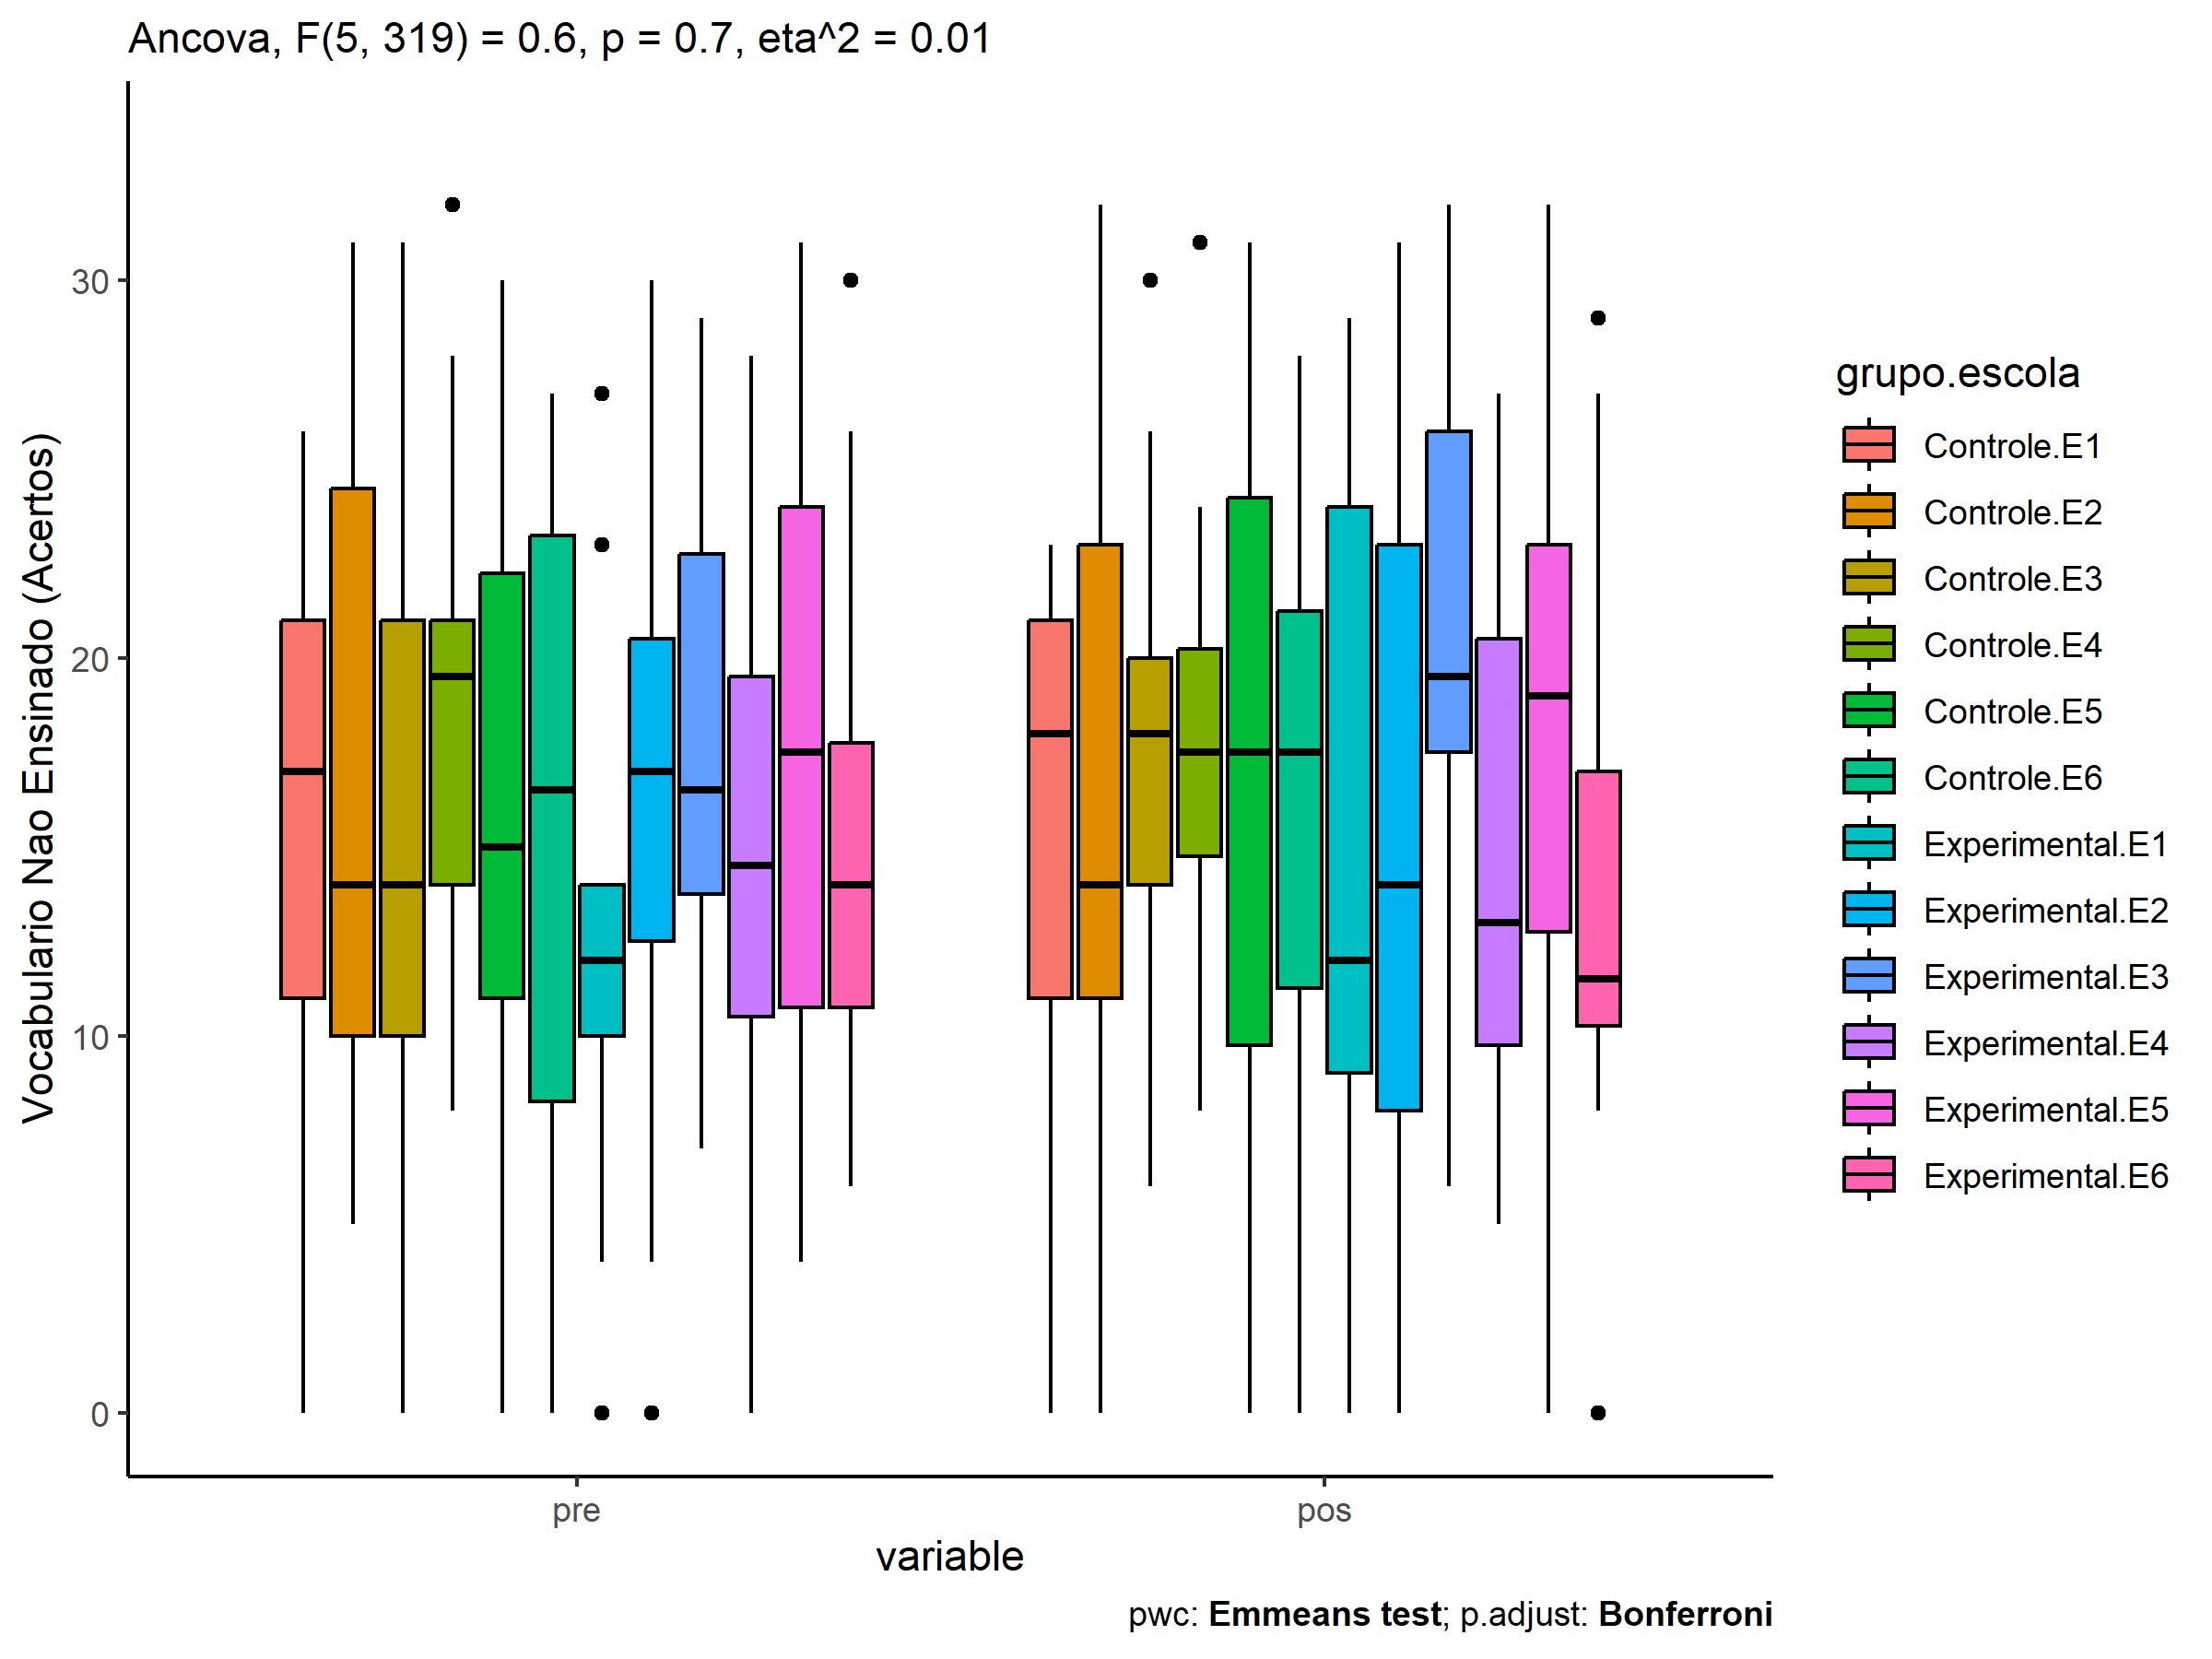 Ancova, F(5, 319) = 0.6, p = 0.7, eta^2 = 0.01
Vocabulario Nao Ensinado (Acertos)
30
20
10
0
pre
pos
variable
pwc: Emmeans test; p.adjust: Bonferroni
grupo.escola
Controle.E1
Controle.E2
Controle.E3
Controle.E4
Controle.E5
Controle.E6
Experimental.E1
Experimental.E2
Experimental.E3
Experimental.E4
Experimental.E5
Experimental.E6